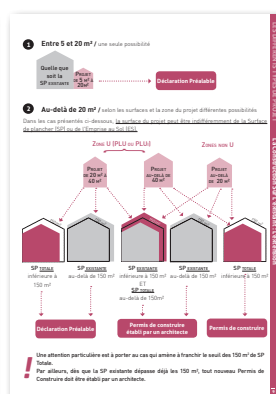 1 Entre 5 et 20 m² / une seule possibilité
Quelle que
soit la
SP EXISTANTE
PROJET
DE 5 M² À
20M²
Déclaration Préalable
2 Au-delà de 20 m² / selon les surfaces et la zone du projet différentes possibilités
Dans les cas présentés ci-dessous, la surface du projet peut être indifféremment de la Surface
de plancher (SP) ou de l'Emprise au Sol (ES).
ZONE U (PLU OU PLUi)
ZONES NON U
PROJET
DE 20 M² À
40 M²
PROJET
AU-DELÀ DE
40 M²
PROJET
AU-DELÀ
DE 20 M²
SP TOTALE
inférieure à
150 m²
SP EXISTANTE
au-delà de 150 m²
SP EXISTANTE
inférieure à 150 m²
ET
SP TOTALE
au-delà de 150m²
SP EXISTANTE
au-delà de 150 m²
SP TOTALE
inférieure à
150 m²
Déclaration Préalable
Permis de construire
établi par un architecte
Permis de construire
! Une attention particulière est à porter au cas qui amène à franchir le seuil des 150 m² de SP
Totale.
Par ailleurs, dès que la SP existante dépasse déjà les 150 m², tout nouveau Permis de
Construire doit être établi par un architecte.